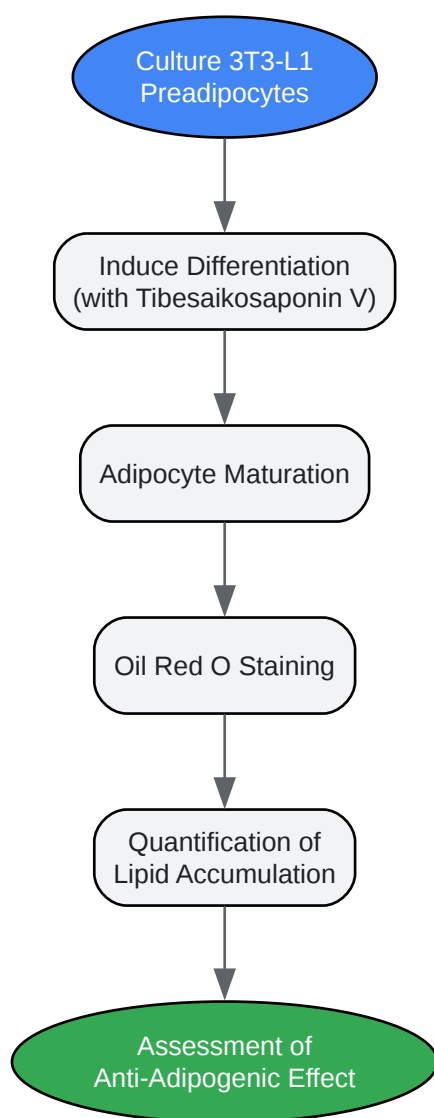 Culture 3T3-L1
Preadipocytes
Induce Differentiation
(with Tibesaikosaponin V)
Adipocyte Maturation
Oil Red O Staining
Quantification of
Lipid Accumulation
Assessment of
Anti-Adipogenic Effect